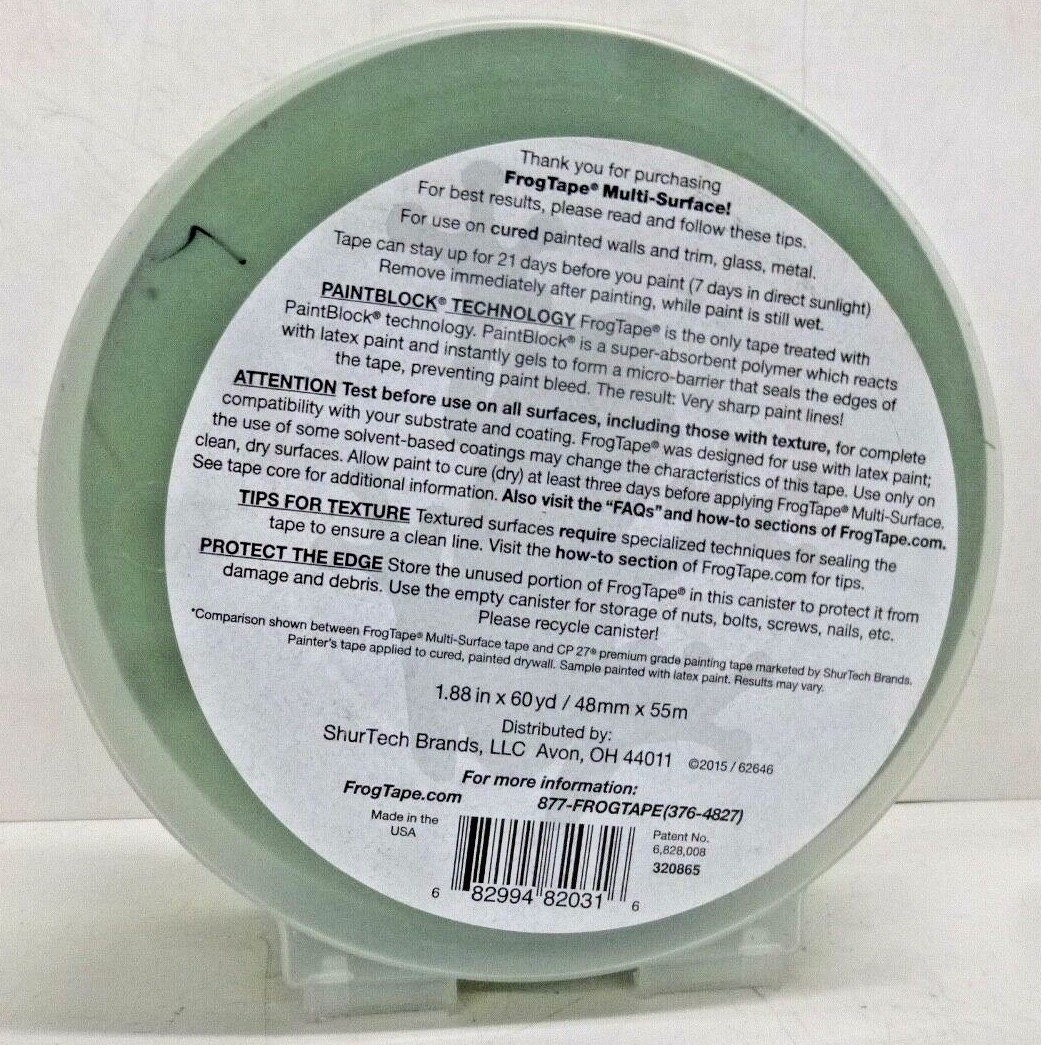 Thank you for purchasing
FrogTape® Multi-Surface!
For best results, please read and follow these tips.
For use on cured painted walls and trim, glass, metal.
Tape can stay up for 21 days before you paint (7 days in direct sunlight)
Remove immediately after painting, while paint is still wet.
PAINTBLOCK® TECHNOLOGY FrogTape® is the only tape treated with
PaintBlock® technology. PaintBlock® is a super-absorbent polymer which reacts
with latex paint and instantly gels to form a micro-barrier that seals the edges of
the tape, preventing paint bleed. The result: Very sharp paint lines!
ATTENTION Test before use on all surfaces, including those with texture, for complete
compatibility with your substrate and coating. FrogTape® was designed for use with latex paint;
the use of some solvent-based coatings may change the characteristics of this tape. Use only on
clean, dry surfaces. Allow paint to cure (dry) at least three days before applying FrogTape® Multi-Surface.
See tape core for additional information. Also visit the "FAQs" and how-to sections of FrogTape.com.
TIPS FOR TEXTURE Textured surfaces require specialized techniques for sealing the
tape to ensure a clean line. Visit the how-to section of FrogTape.com for tips.
PROTECT THE EDGE Store the unused portion of FrogTape® in this canister to protect it from
damage and debris. Use the empty canister for storage of nuts, bolts, screws, nails, etc.
Please recycle canister!
*Comparison shown between FrogTape® Multi-Surface tape and CP 27® premium grade painting tape marketed by ShurTech Brands.
Painter's tape applied to cured, painted drywall. Sample painted with latex paint. Results may vary.
1.88 in x 60 yd / 48mm x 55m
Distributed by:
ShurTech Brands, LLC Avon, OH 44011 ©2015 / 62646
For more information:
FrogTape.com 877-FROGTAPE (376-4827)
Made in the
USA
Patent No.
6,828,008
320865
6 82994 82031 6